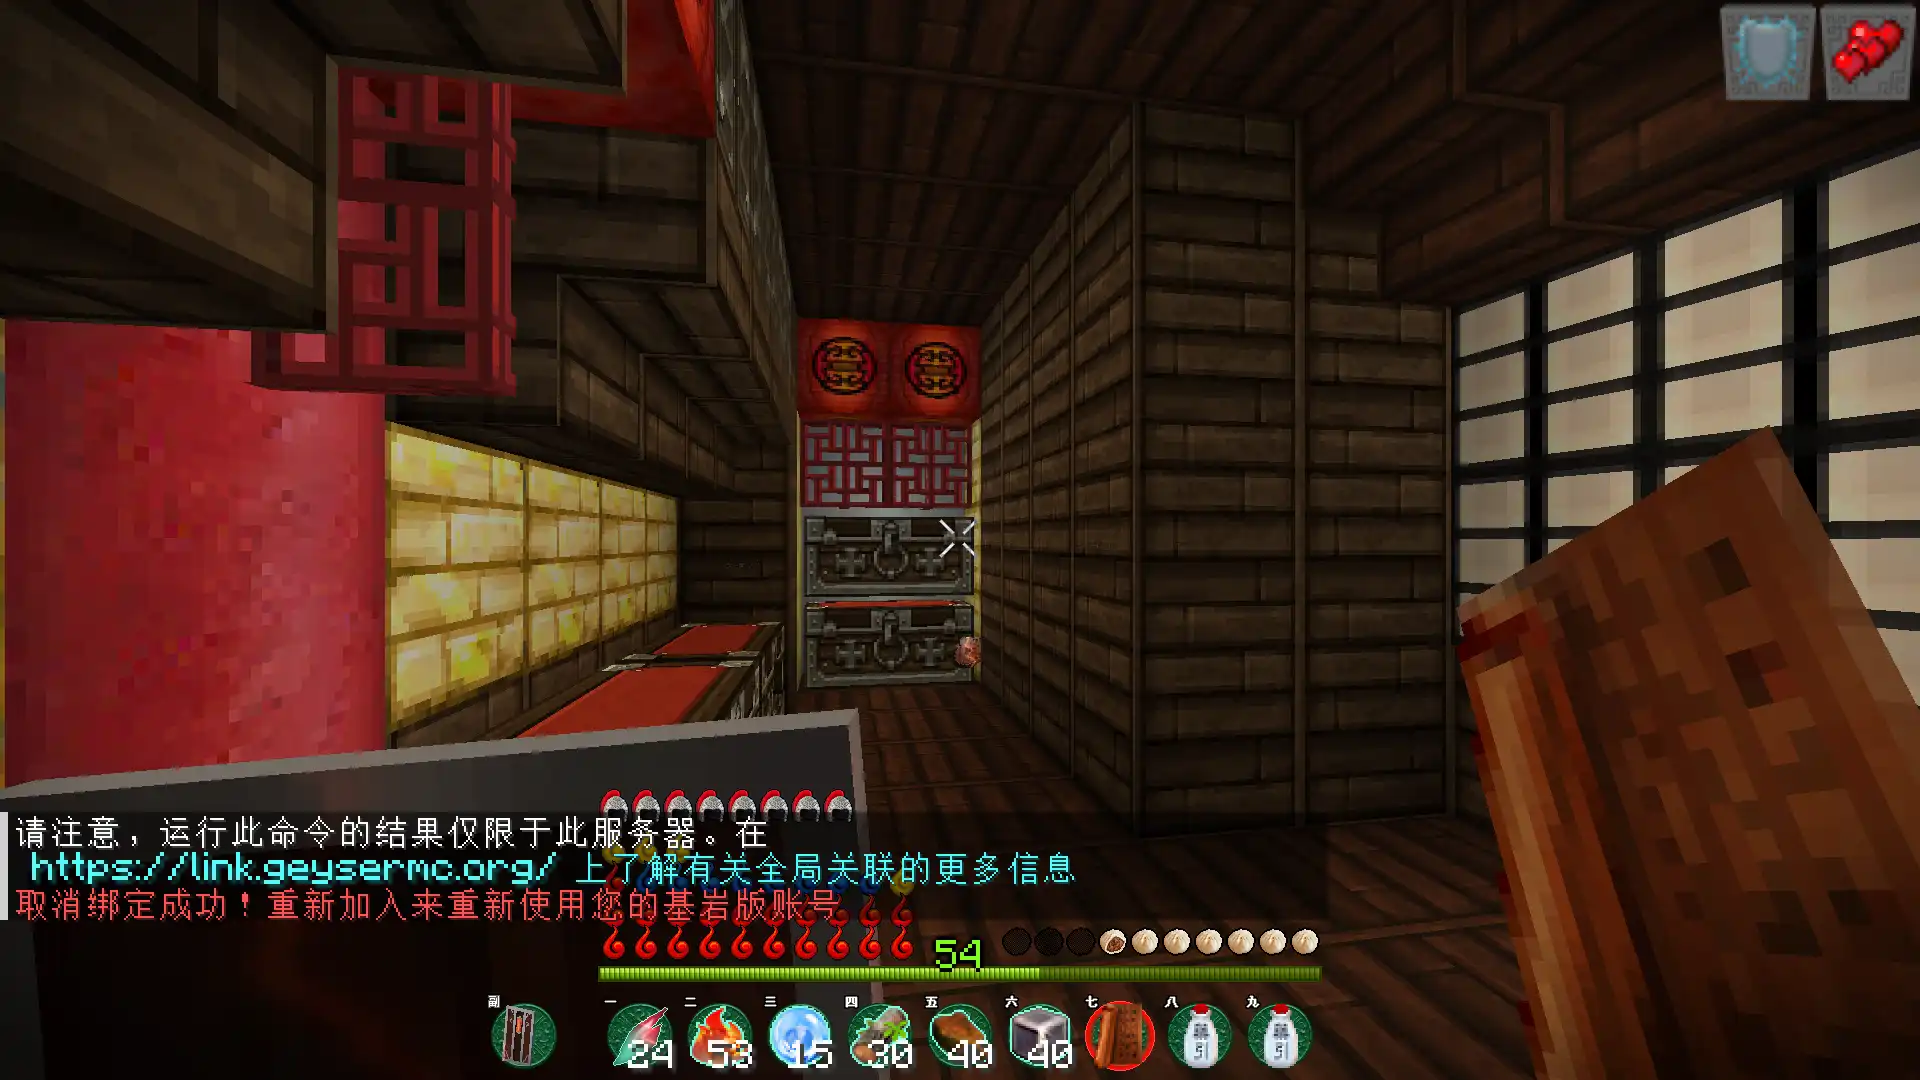 请注意，运行此命令的结果仅限于此服务器。在
https://link.geysermc.org/ 上了解有关全局关联的更多信息
取消绑定成功！重新加入来重新使用您的基岩版账号
54
副 一 二 三 四 五 六 七 八 九
24 53 15 30 40 40